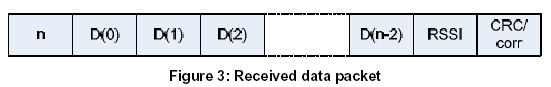 n D(0) D(1) D(2) D(n-2) RSSI CRC/
corr
Figure 3: Received data packet